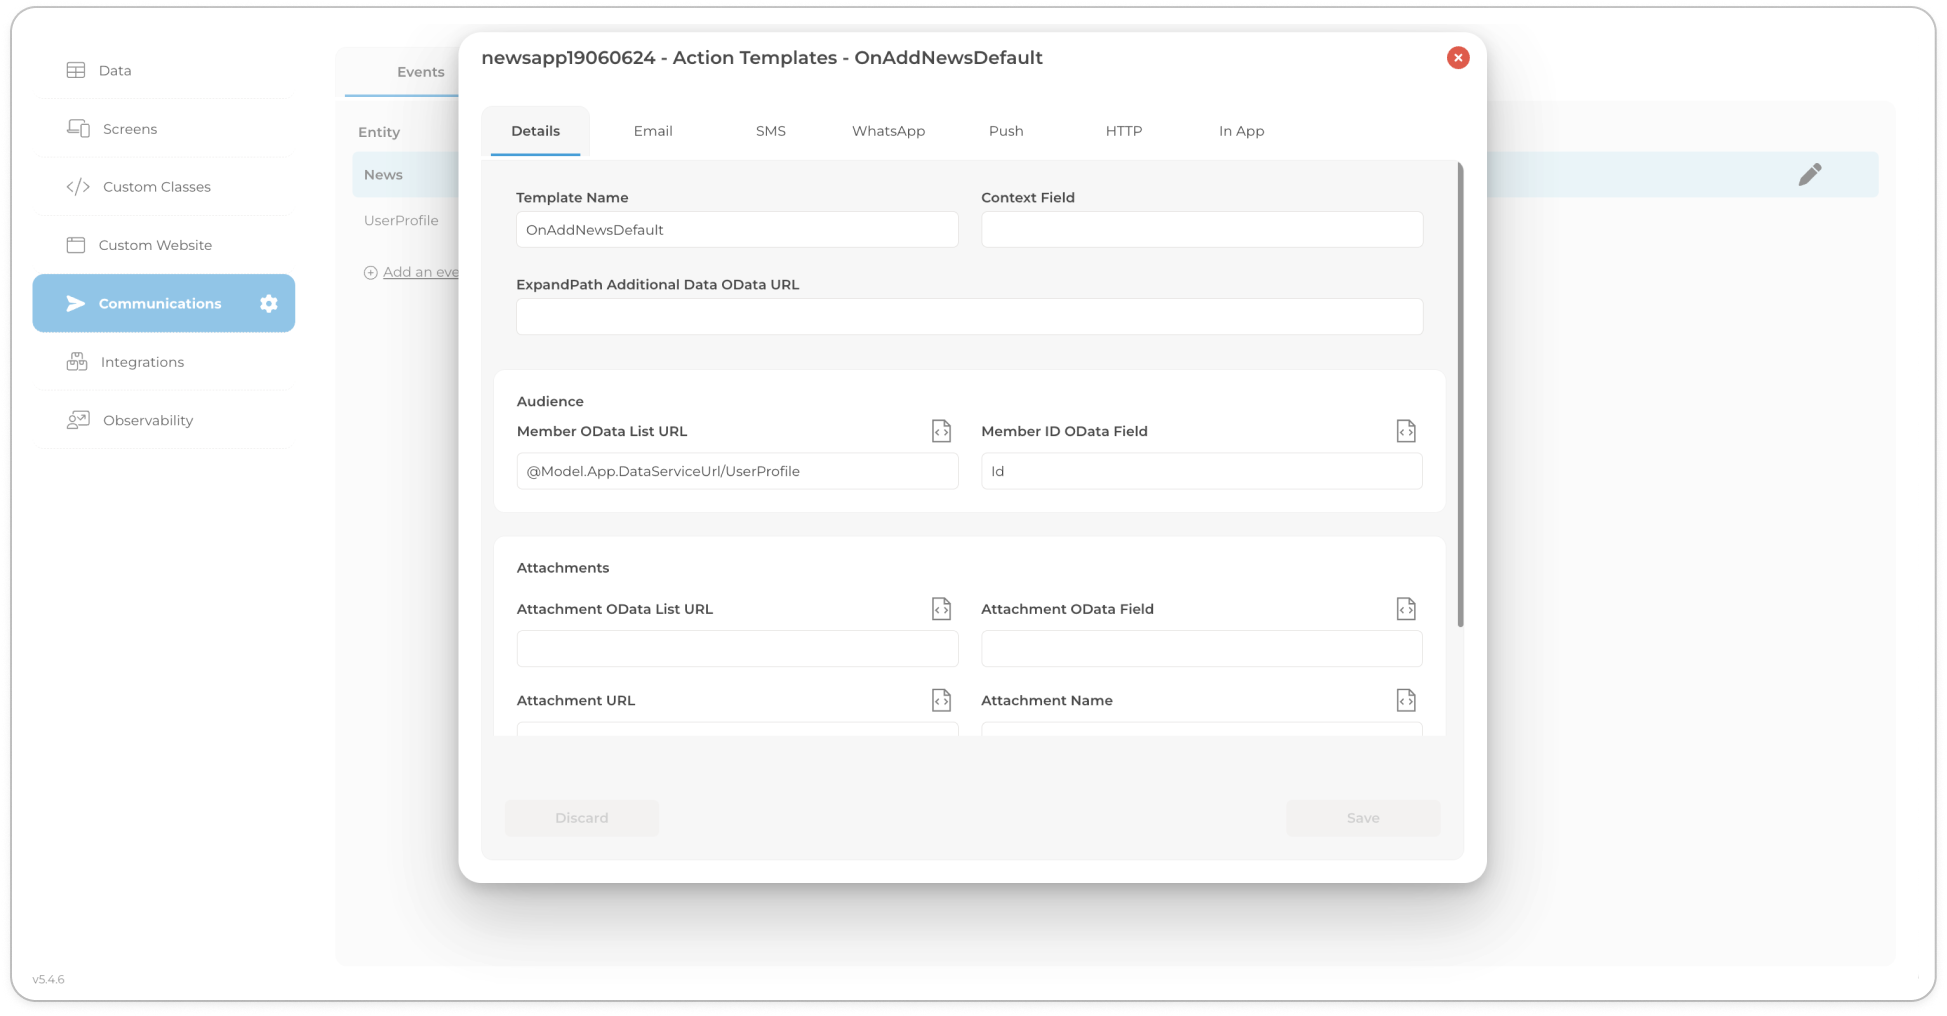 newsapp19060624 - Action Templates - OnAddNewsDefault
Data
Screens
Custom Classes
Custom Website
Communications
Integrations
Observability
v5.4.6
Events
Entity
News
UserProfile
Add an eve
Details Email SMS WhatsApp Push HTTP In App
Template Name Context Field
OnAddNewsDefault
ExpandPath Additional Data OData URL
Audience
Member OData List URL Member ID OData Field
@Model.App.DataServiceUrl/UserProfile Id
Attachments
Attachment OData List URL Attachment OData Field
Attachment URL Attachment Name
Discard Save